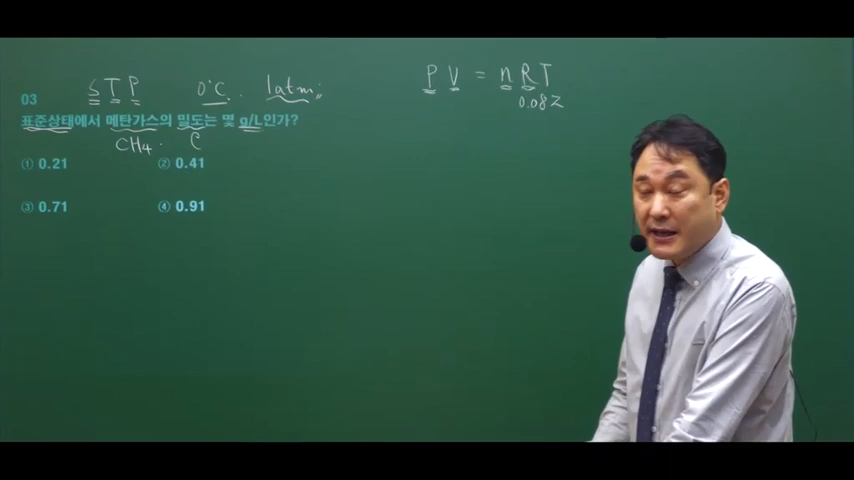 STP 0°C. 1atm;
PV = nRT
0.082
03
표준상태에서 메탄가스의 밀도는 몇 g/L인가?
CH₄. ρ
① 0.21 ② 0.41
③ 0.71 ④ 0.91